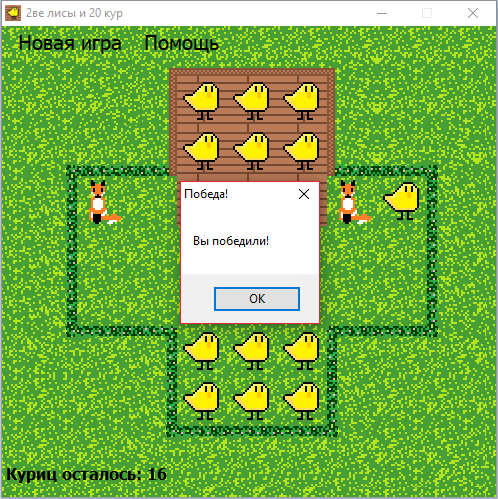 2ве лисы и 20 кур
Новая игра Помощь
Победа!
Вы победили!
OK
Куриц осталось: 16